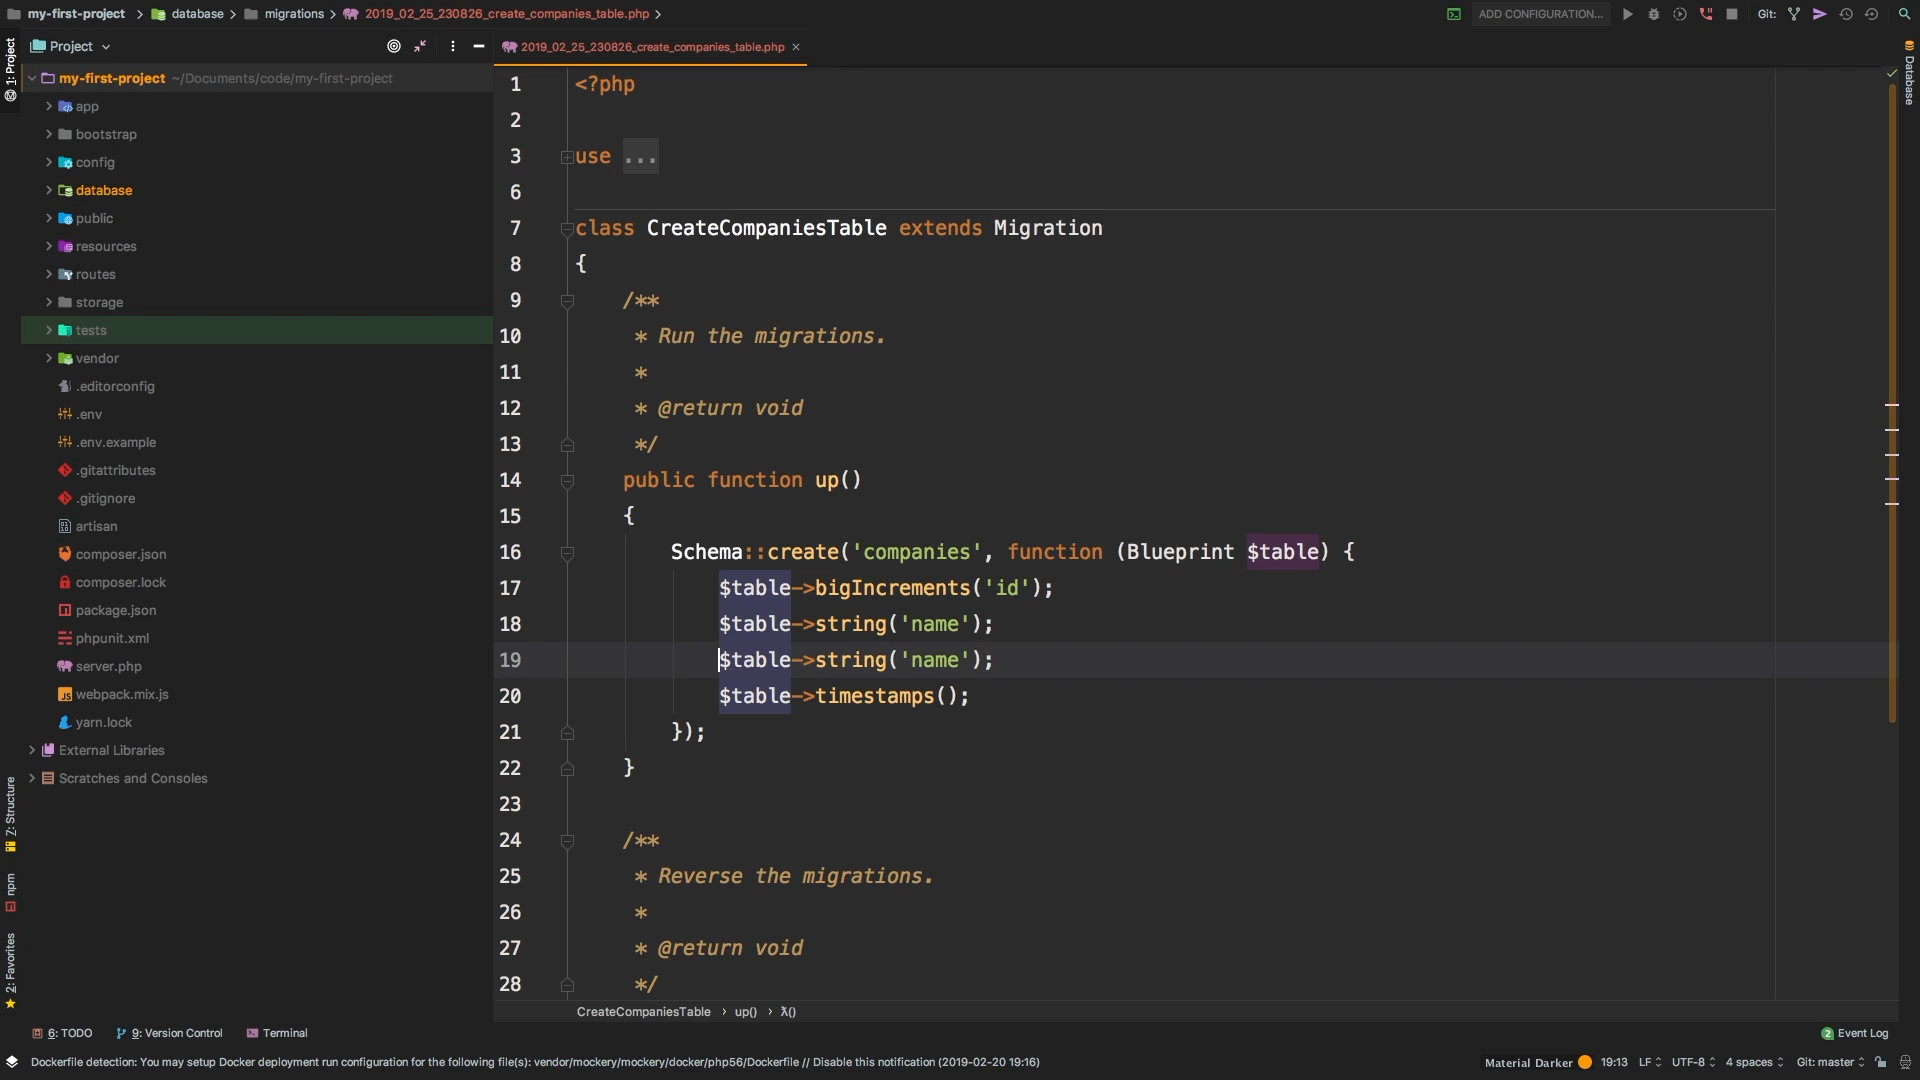 my-first-project
database
migrations
2019_02_25_230826_create_companies_table.php
ADD CONFIGURATION...
Git:
1: Project
Project
2019_02_25_230826_create_companies_table.php
Database
my-first-project ~/Documents/code/my-first-project
app
bootstrap
config
database
public
resources
routes
storage
tests
vendor
.editorconfig
.env
.env.example
.gitattributes
.gitignore
artisan
composer.json
composer.lock
package.json
phpunit.xml
server.php
webpack.mix.js
yarn.lock
External Libraries
Scratches and Consoles
Z: Structure
npm
2: Favorites
1 <?php
2
3 use ...
6
7 class CreateCompaniesTable extends Migration
8 {
9 /**
10 * Run the migrations.
11 *
12 * @return void
13 */
14 public function up()
15 {
16 Schema::create('companies', function (Blueprint $table) {
17 $table->bigIncrements('id');
18 $table->string('name');
19 $table->string('name');
20 $table->timestamps();
21 });
22 }
23
24 /**
25 * Reverse the migrations.
26 *
27 * @return void
28 */
CreateCompaniesTable › up() › λ()
6: TODO
9: Version Control
Terminal
2 Event Log
Dockerfile detection: You may setup Docker deployment run configuration for the following file(s): vendor/mockery/mockery/docker/php56/Dockerfile // Disable this notification (2019-02-20 19:16)
Material Darker
19:13
LF
UTF-8
4 spaces
Git: master